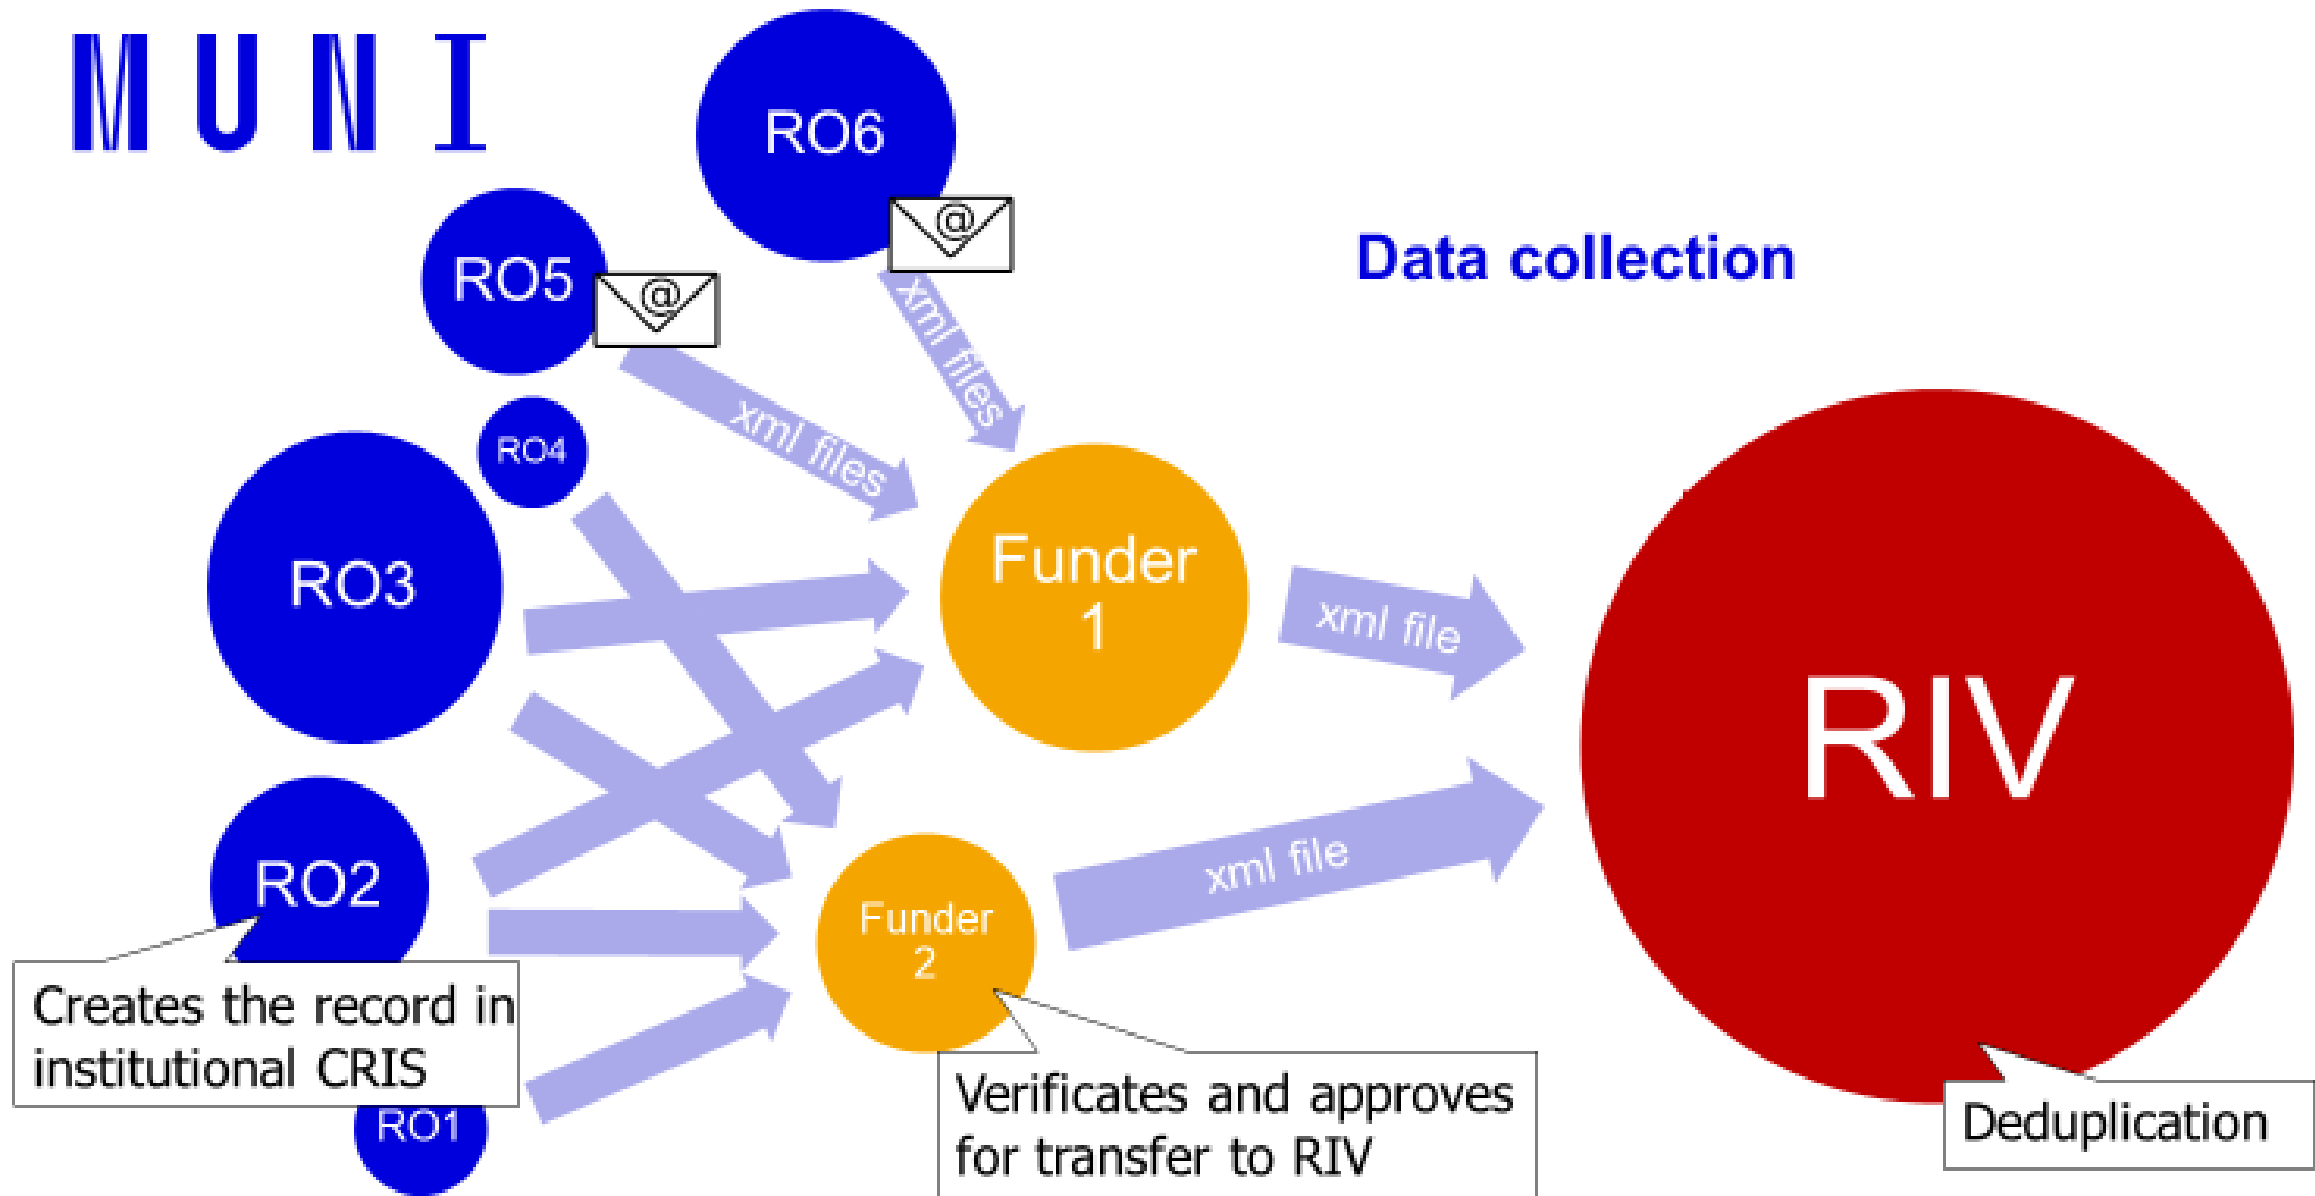 MUNI
RO6
@
Data collection
RO5
@
xml files
xml files
RO4
RO3
Funder
1
xml file
RIV
RO2
xml file
Funder
2
Creates the record in
institutional CRIS
Verificates and approves
for transfer to RIV
Deduplication
RO1